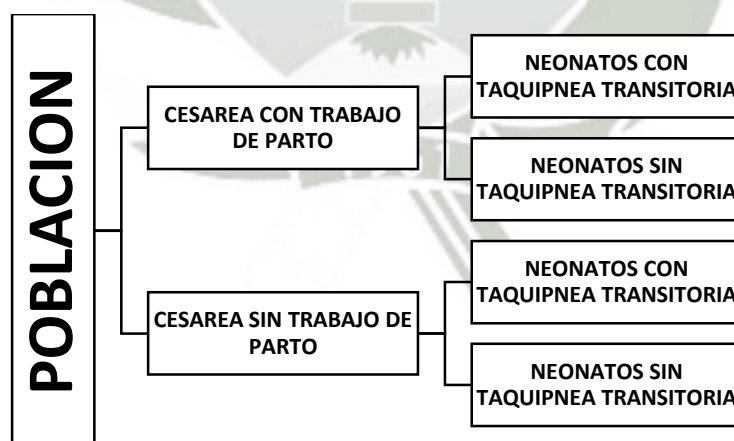 POBLACION
CESAREA CON TRABAJO
DE PARTO
NEONATOS CON
TAQUIPNEA TRANSITORIA
NEONATOS SIN
TAQUIPNEA TRANSITORIA
CESAREA SIN TRABAJO DE
PARTO
NEONATOS CON
TAQUIPNEA TRANSITORIA
NEONATOS SIN
TAQUIPNEA TRANSITORIA